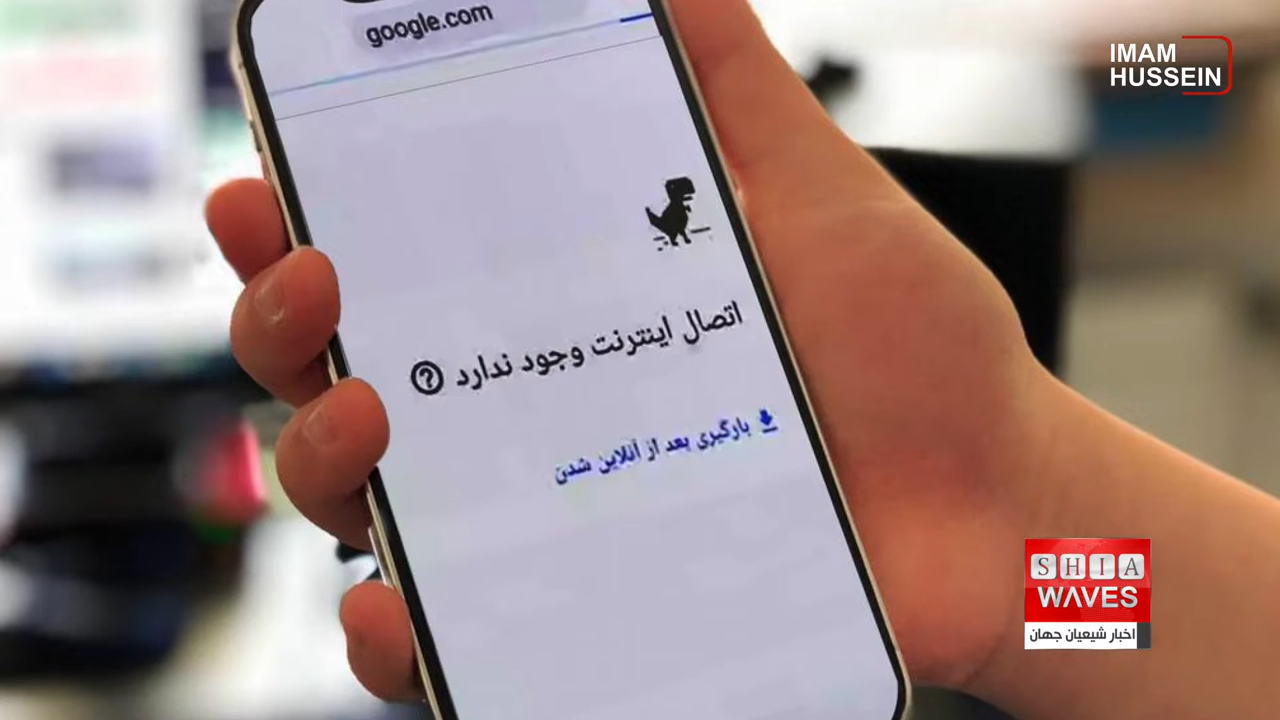 google.com
IMAM
HUSSEIN
اتصال اینترنت وجود ندارد ?
بارگیری بعد از آنلاین شدن
SHIA
WAVES
اخبار شیعیان جهان